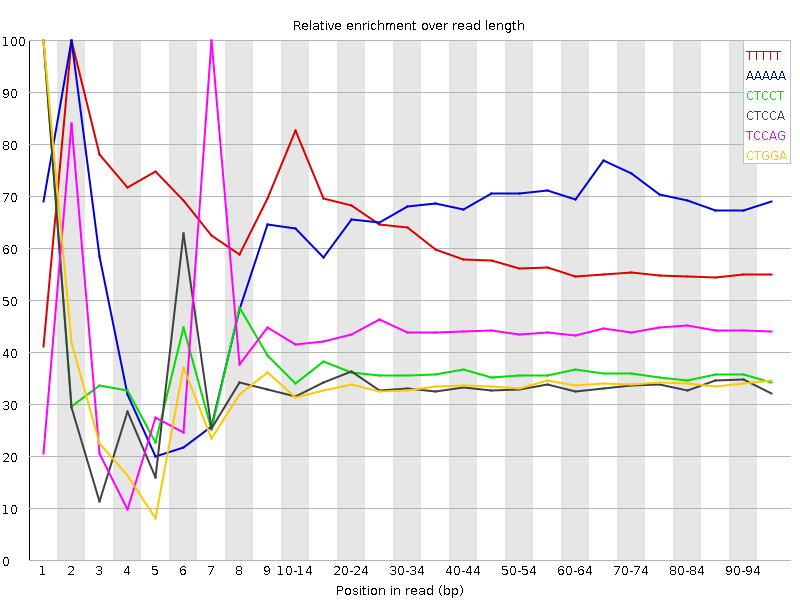 Relative enrichment over read length
100
90
80
70
60
50
40
30
20
10
0
TTTTT
AAAAA
CTCCT
CTCCA
TCCAG
CTGGA
1 2 3 4 5 6 7 8 9 10-14 20-24 30-34 40-44 50-54 60-64 70-74 80-84 90-94
Position in read (bp)